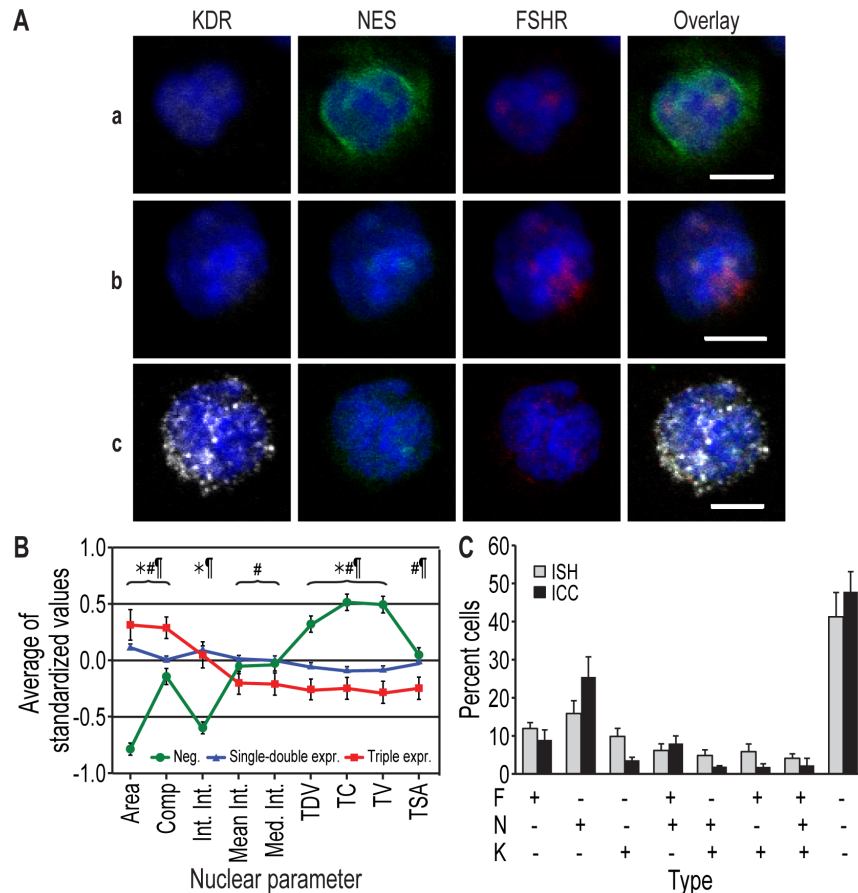 A
KDR NES FSHR Overlay
a
b
c
B
Average of
standardized values
1.0
0.5
0.0
-0.5
-1.0
*#¶ *¶ # *#¶ #¶
Neg. Single-double expr. Triple expr.
Area Comp Int. Int. Mean Int. Med. Int. TDV TC TV TSA
Nuclear parameter
C
Percent cells
60
50
40
30
20
10
0
ISH
ICC
F + - - + - + + -
N - + - + + - + -
K - - + - + + + -
Type